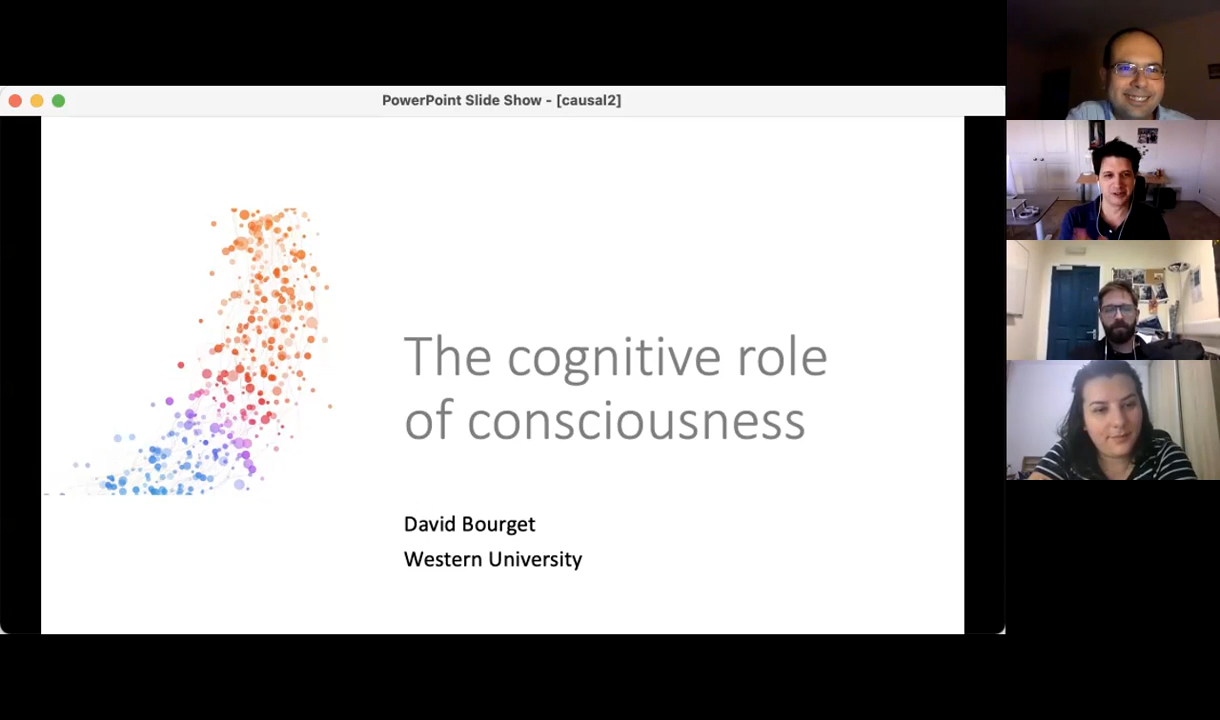 PowerPoint Slide Show - [causal2]
The cognitive role
of consciousness
David Bourget
Western University